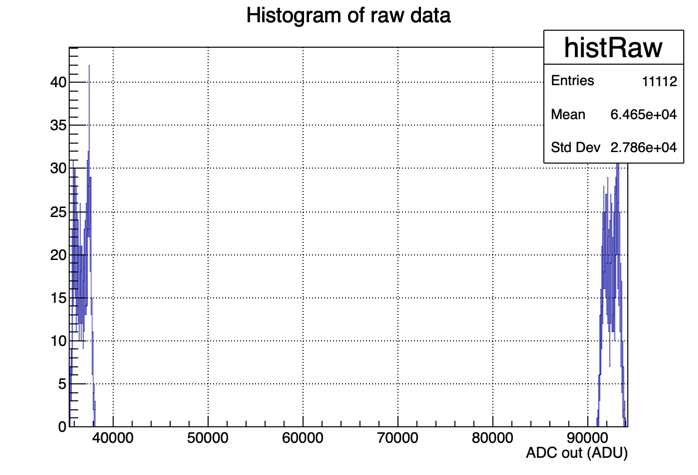 Histogram of raw data
histRaw
Entries 11112
Mean 6.465e+04
Std Dev 2.786e+04
40
35
30
25
20
15
10
5
0
40000 50000 60000 70000 80000 90000
ADC out (ADU)